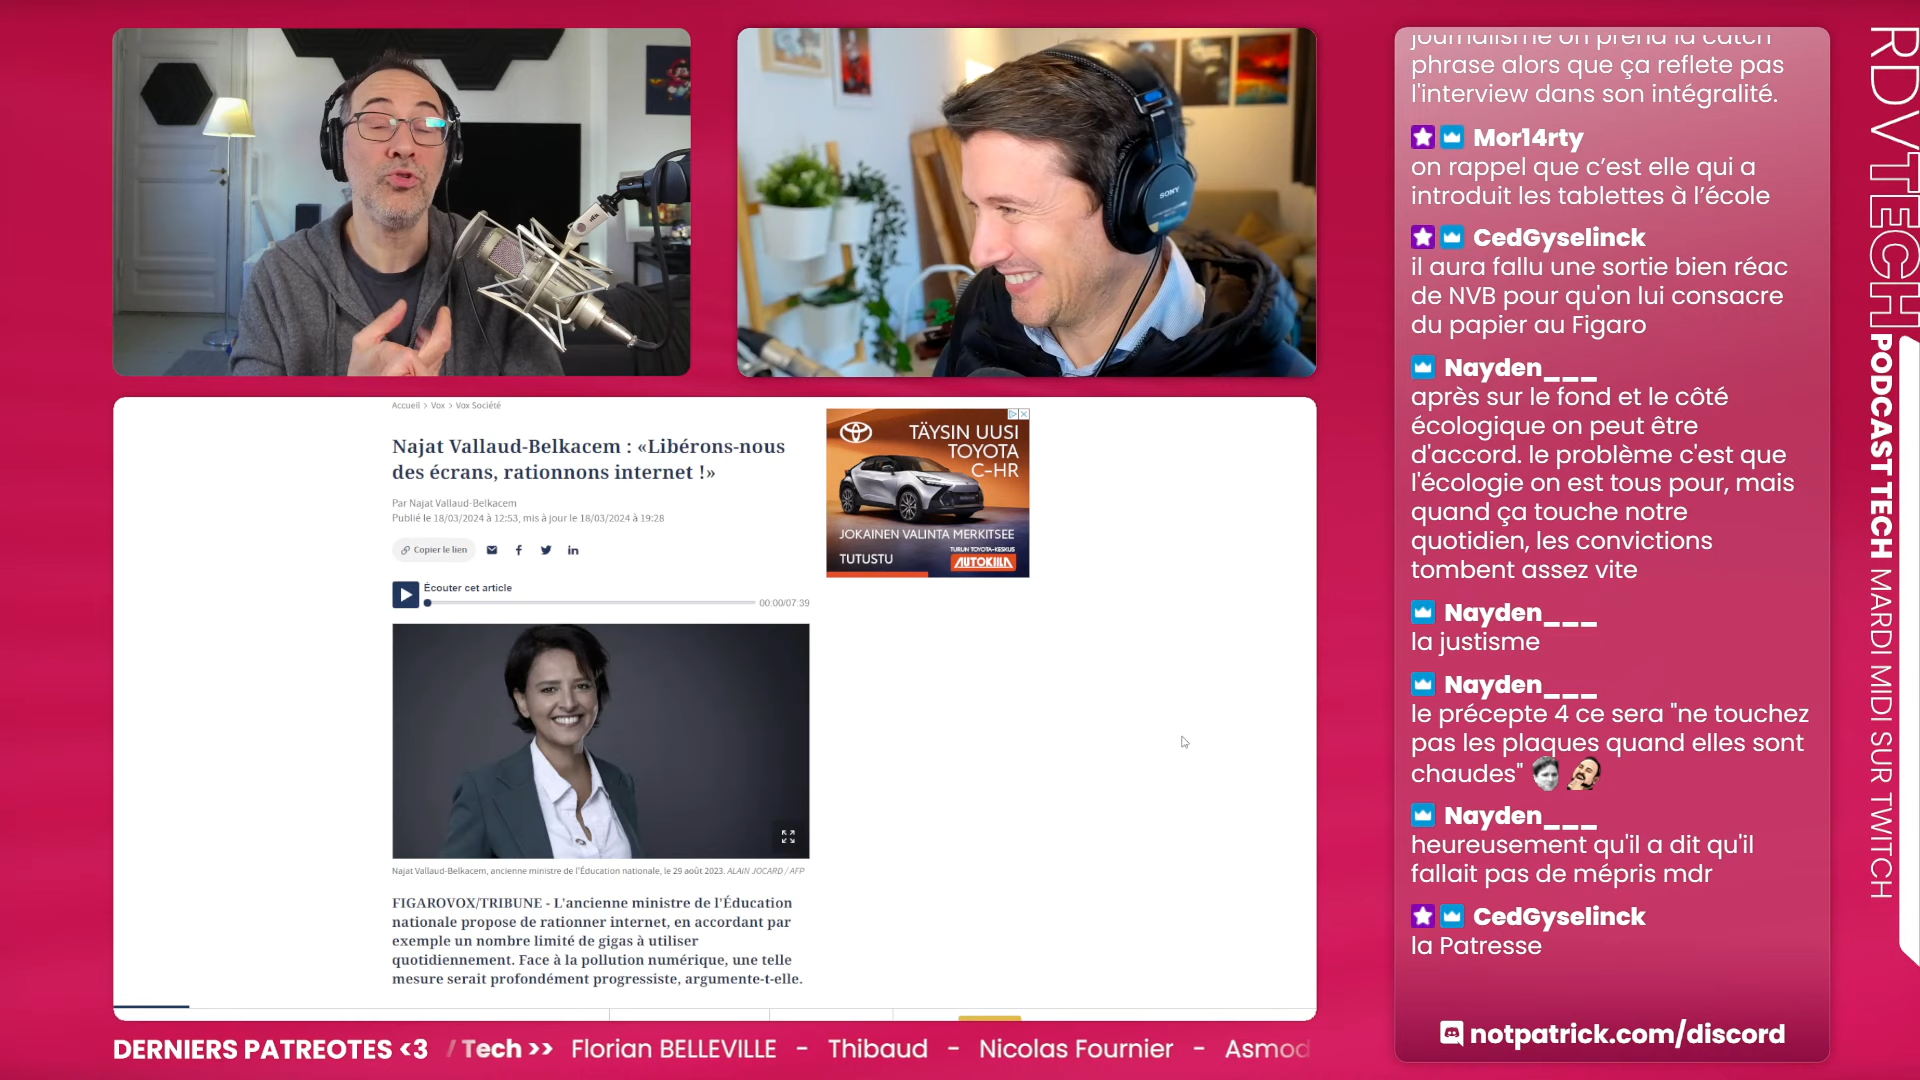 Accueil > Vox > Vox Société
Najat Vallaud-Belkacem : «Libérons-nous
des écrans, rationnons internet !»
Par Najat Vallaud-Belkacem
Publié le 18/03/2024 à 12:53, mis à jour le 18/03/2024 à 19:28
Copier le lien
Écouter cet article
00:00/07:39
Najat Vallaud-Belkacem, ancienne ministre de l'Éducation nationale, le 29 août 2023. ALAIN JOCARD / AFP
FIGAROVOX/TRIBUNE - L'ancienne ministre de l'Éducation
nationale propose de rationner internet, en accordant par
exemple un nombre limité de gigas à utiliser
quotidiennement. Face à la pollution numérique, une telle
mesure serait profondément progressiste, argumente-t-elle.
TÄYSIN UUSI
TOYOTA
C-HR
JOKAINEN VALINTA MERKITSEE
TUTUSTU
TURUN TOYOTA-KESKUS
AUTOKIILA
SONY
journalisme on prend la catch
phrase alors que ça reflete pas
l'interview dans son intégralité.
Mor14rty
on rappel que c’est elle qui a
introduit les tablettes à l’école
CedGyselinck
il aura fallu une sortie bien réac
de NVB pour qu'on lui consacre
du papier au Figaro
Nayden___
après sur le fond et le côté
écologique on peut être
d'accord. le problème c'est que
l'écologie on est tous pour, mais
quand ça touche notre
quotidien, les convictions
tombent assez vite
Nayden___
la justisme
Nayden___
le précepte 4 ce sera "ne touchez
pas les plaques quand elles sont
chaudes"
Nayden___
heureusement qu'il a dit qu'il
fallait pas de mépris mdr
CedGyselinck
la Patresse
notpatrick.com/discord
RDVTECH PODCAST TECH MARDI MIDI SUR TWITCH
DERNIERS PATREOTES <3 / Tech >> Florian BELLEVILLE - Thibaud - Nicolas Fournier - Asmod